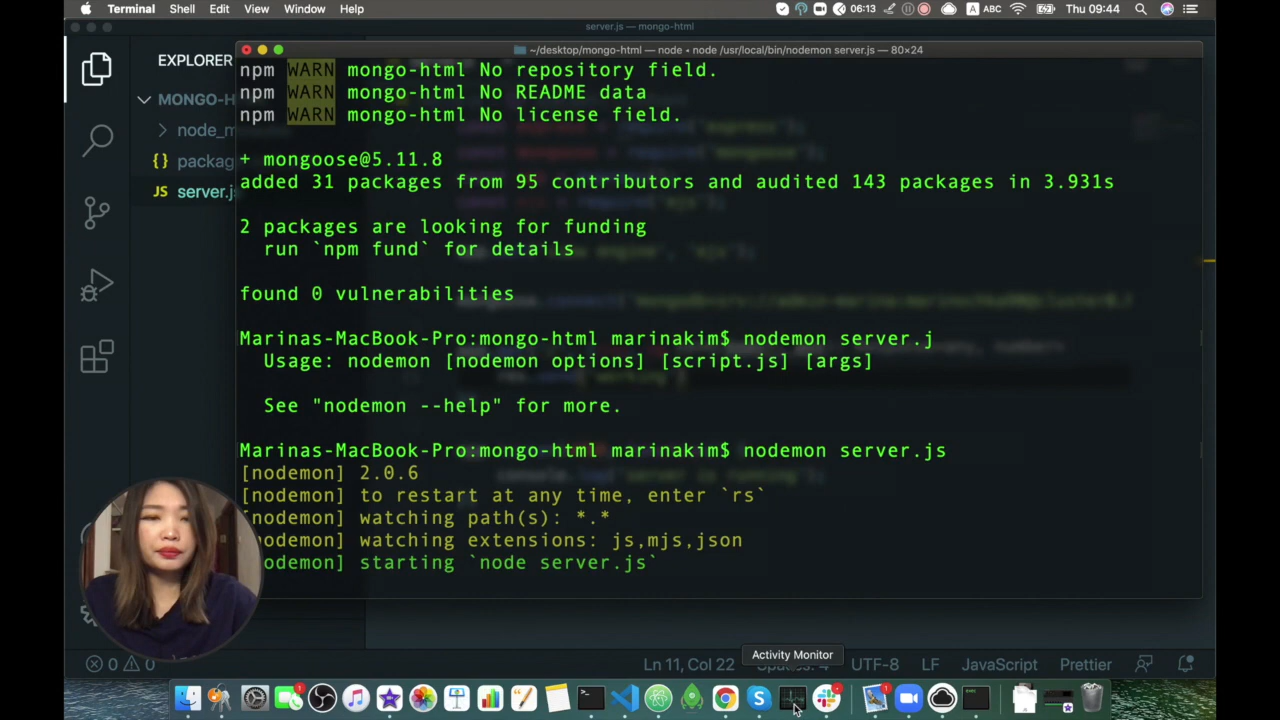 Terminal Shell Edit View Window Help 06:13 A ABC Thu 09:44
server.js — mongo-html
~/desktop/mongo-html — node • node /usr/local/bin/nodemon server.js — 80×24
EXPLORER
MONGO-H
node_m
packag
JS server.j
npm WARN mongo-html No repository field.
npm WARN mongo-html No README data
npm WARN mongo-html No license field.
+ mongoose@5.11.8
added 31 packages from 95 contributors and audited 143 packages in 3.931s
2 packages are looking for funding
run `npm fund` for details
found 0 vulnerabilities
Marinas-MacBook-Pro:mongo-html marinakim$ nodemon server.j
Usage: nodemon [nodemon options] [script.js] [args]
See "nodemon --help" for more.
Marinas-MacBook-Pro:mongo-html marinakim$ nodemon server.js
[nodemon] 2.0.6
[nodemon] to restart at any time, enter `rs`
[nodemon] watching path(s): *.*
[nodemon] watching extensions: js,mjs,json
nodemon] starting `node server.js`
Activity Monitor
0 0 Ln 11, Col 22 UTF-8 LF JavaScript Prettier